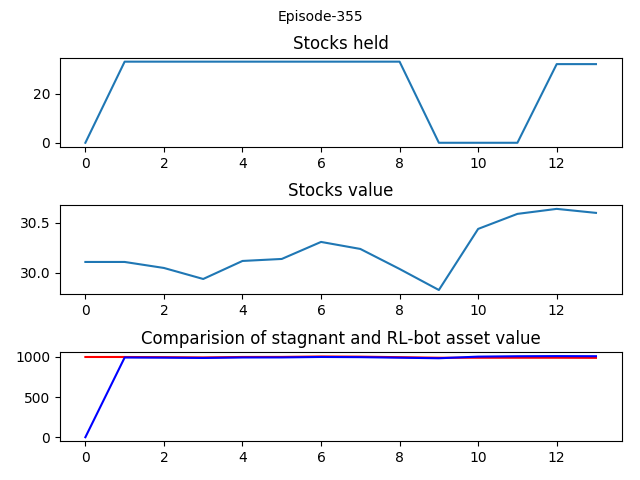 Episode-355
Stocks held
20
0
0 2 4 6 8 10 12
Stocks value
30.5
30.0
0 2 4 6 8 10 12
Comparision of stagnant and RL-bot asset value
1000
500
0
0 2 4 6 8 10 12